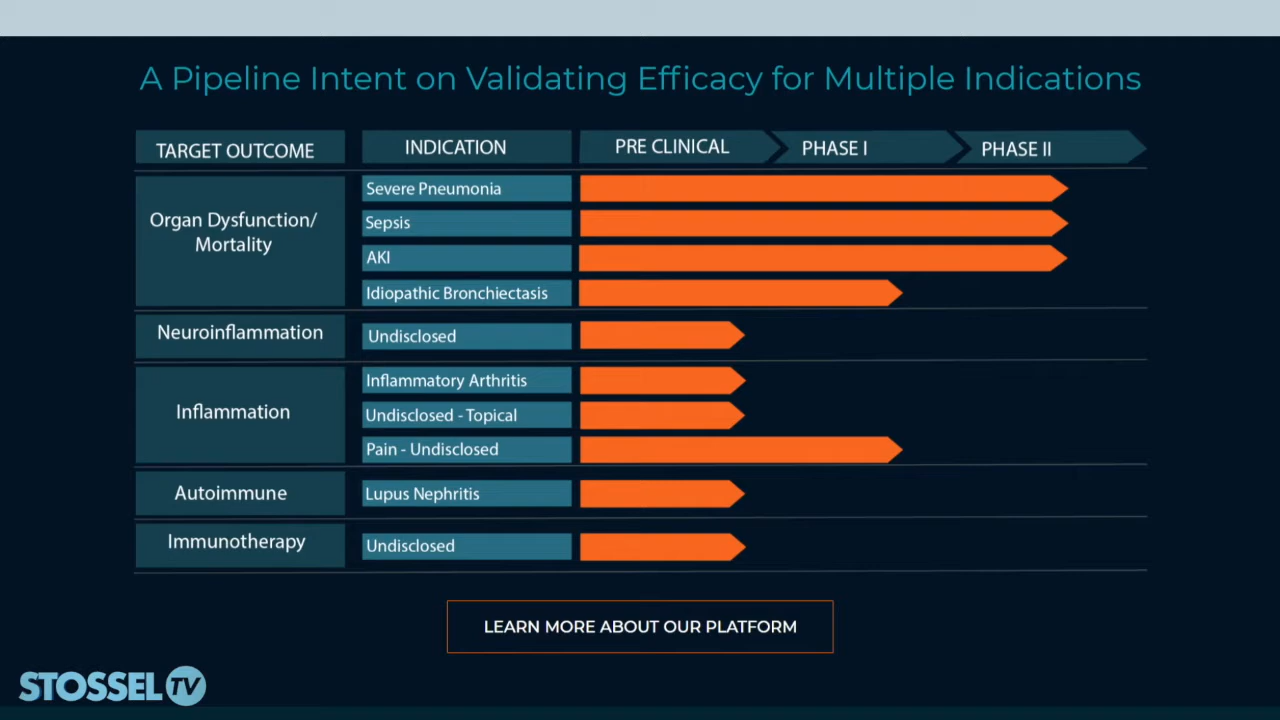 A Pipeline Intent on Validating Efficacy for Multiple Indications
TARGET OUTCOME
INDICATION
PRE CLINICAL
PHASE I
PHASE II
Organ Dysfunction/
Mortality
Severe Pneumonia
Sepsis
AKI
Idiopathic Bronchiectasis
Neuroinflammation
Undisclosed
Inflammation
Inflammatory Arthritis
Undisclosed - Topical
Pain - Undisclosed
Autoimmune
Lupus Nephritis
Immunotherapy
Undisclosed
LEARN MORE ABOUT OUR PLATFORM
STOSSEL TV